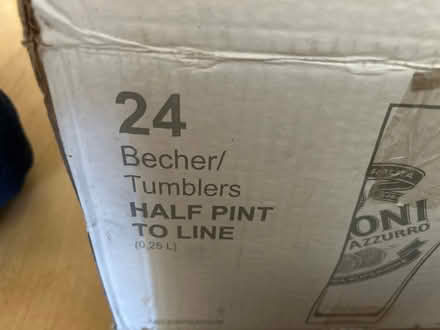 24
Becher/
Tumblers
HALF PINT
TO LINE
(0,25 L)
ONI
AZZURRO